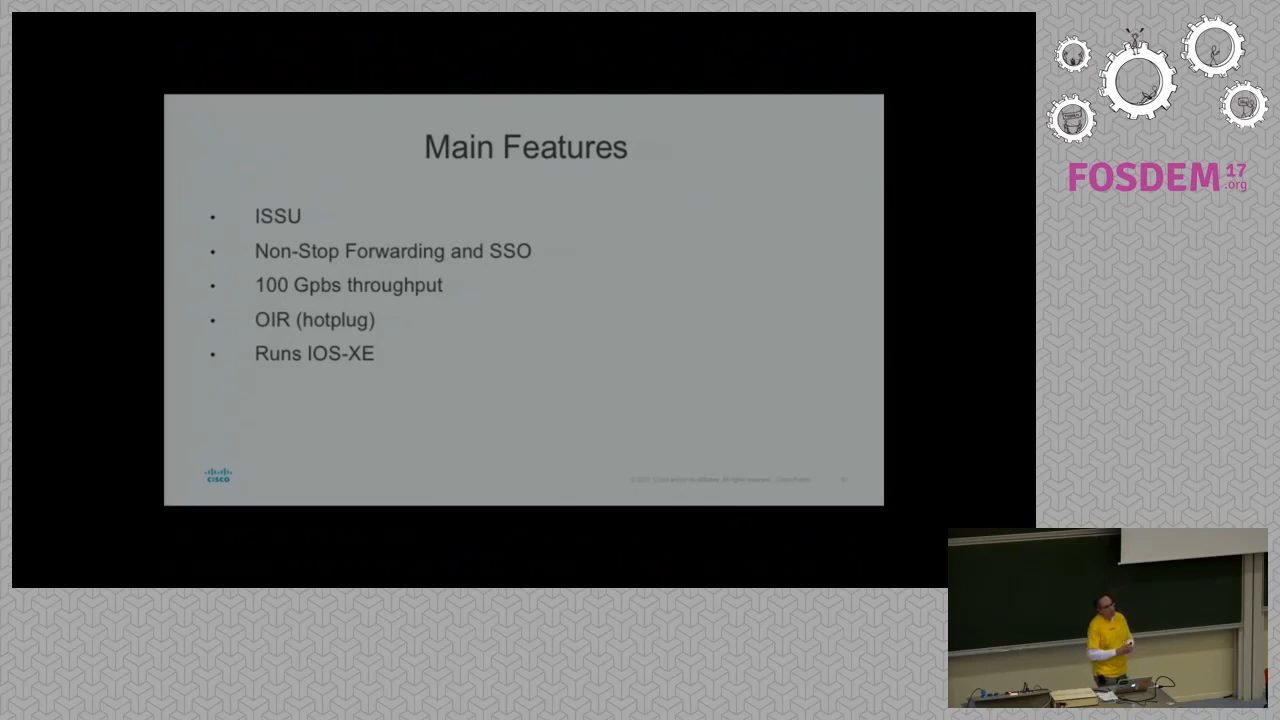 Main Features
• ISSU
• Non-Stop Forwarding and SSO
• 100 Gpbs throughput
• OIR (hotplug)
• Runs IOS-XE
CISCO
FOSDEM 17
.org